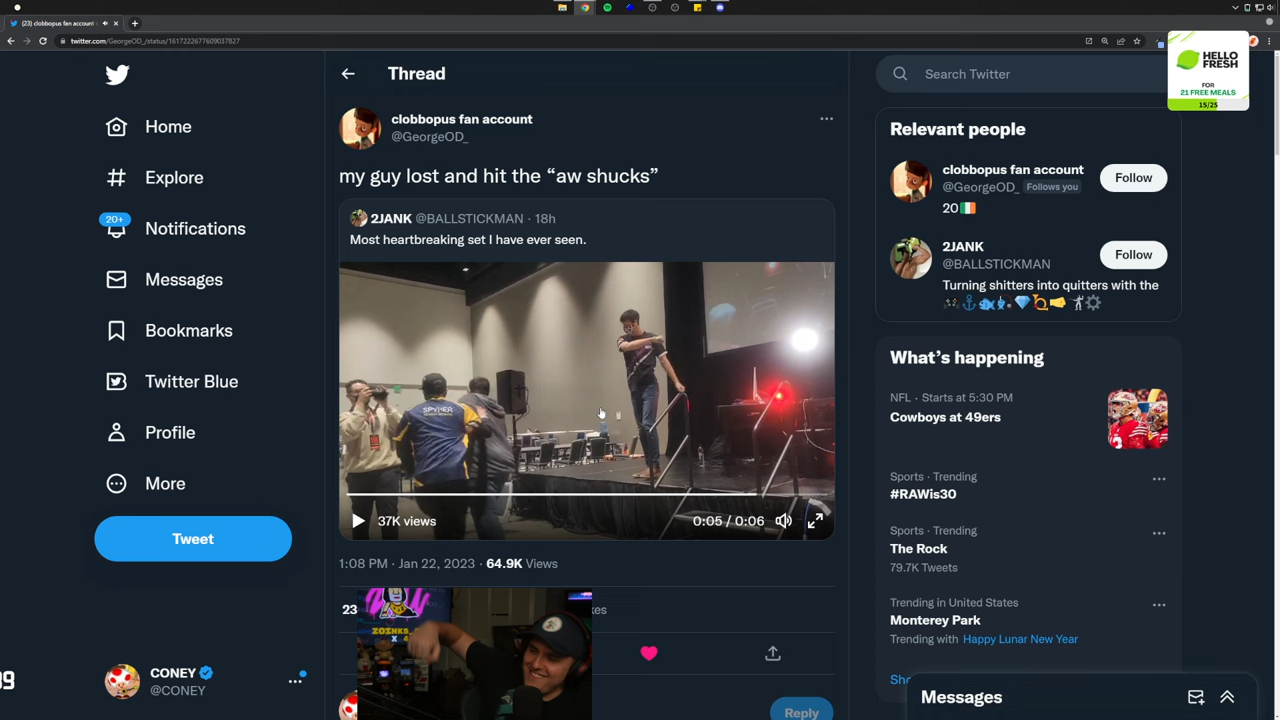 (23) clobbopus fan account
twitter.com/GeorgeOD_/status/1617222677609037827
HELLO
FRESH
FOR
21 FREE MEALS
15/25
Home
Explore
20+
Notifications
Messages
Bookmarks
Twitter Blue
Profile
More
Tweet
CONEY
@CONEY
Thread
clobbopus fan account
@GeorgeOD_
my guy lost and hit the “aw shucks”
2JANK @BALLSTICKMAN · 18h
Most heartbreaking set I have ever seen.
SPYKER
37K views
0:05 / 0:06
1:08 PM · Jan 22, 2023 · 64.9K Views
23
kes
ZOINKS
X 4
Reply
Search Twitter
Relevant people
clobbopus fan account
@GeorgeOD_ Follows you
Follow
20
2JANK
@BALLSTICKMAN
Follow
Turning shitters into quitters with the
What’s happening
NFL · Starts at 5:30 PM
Cowboys at 49ers
Sports · Trending
#RAWis30
Sports · Trending
The Rock
79.7K Tweets
Trending in United States
Monterey Park
Trending with Happy Lunar New Year
Sho
Messages